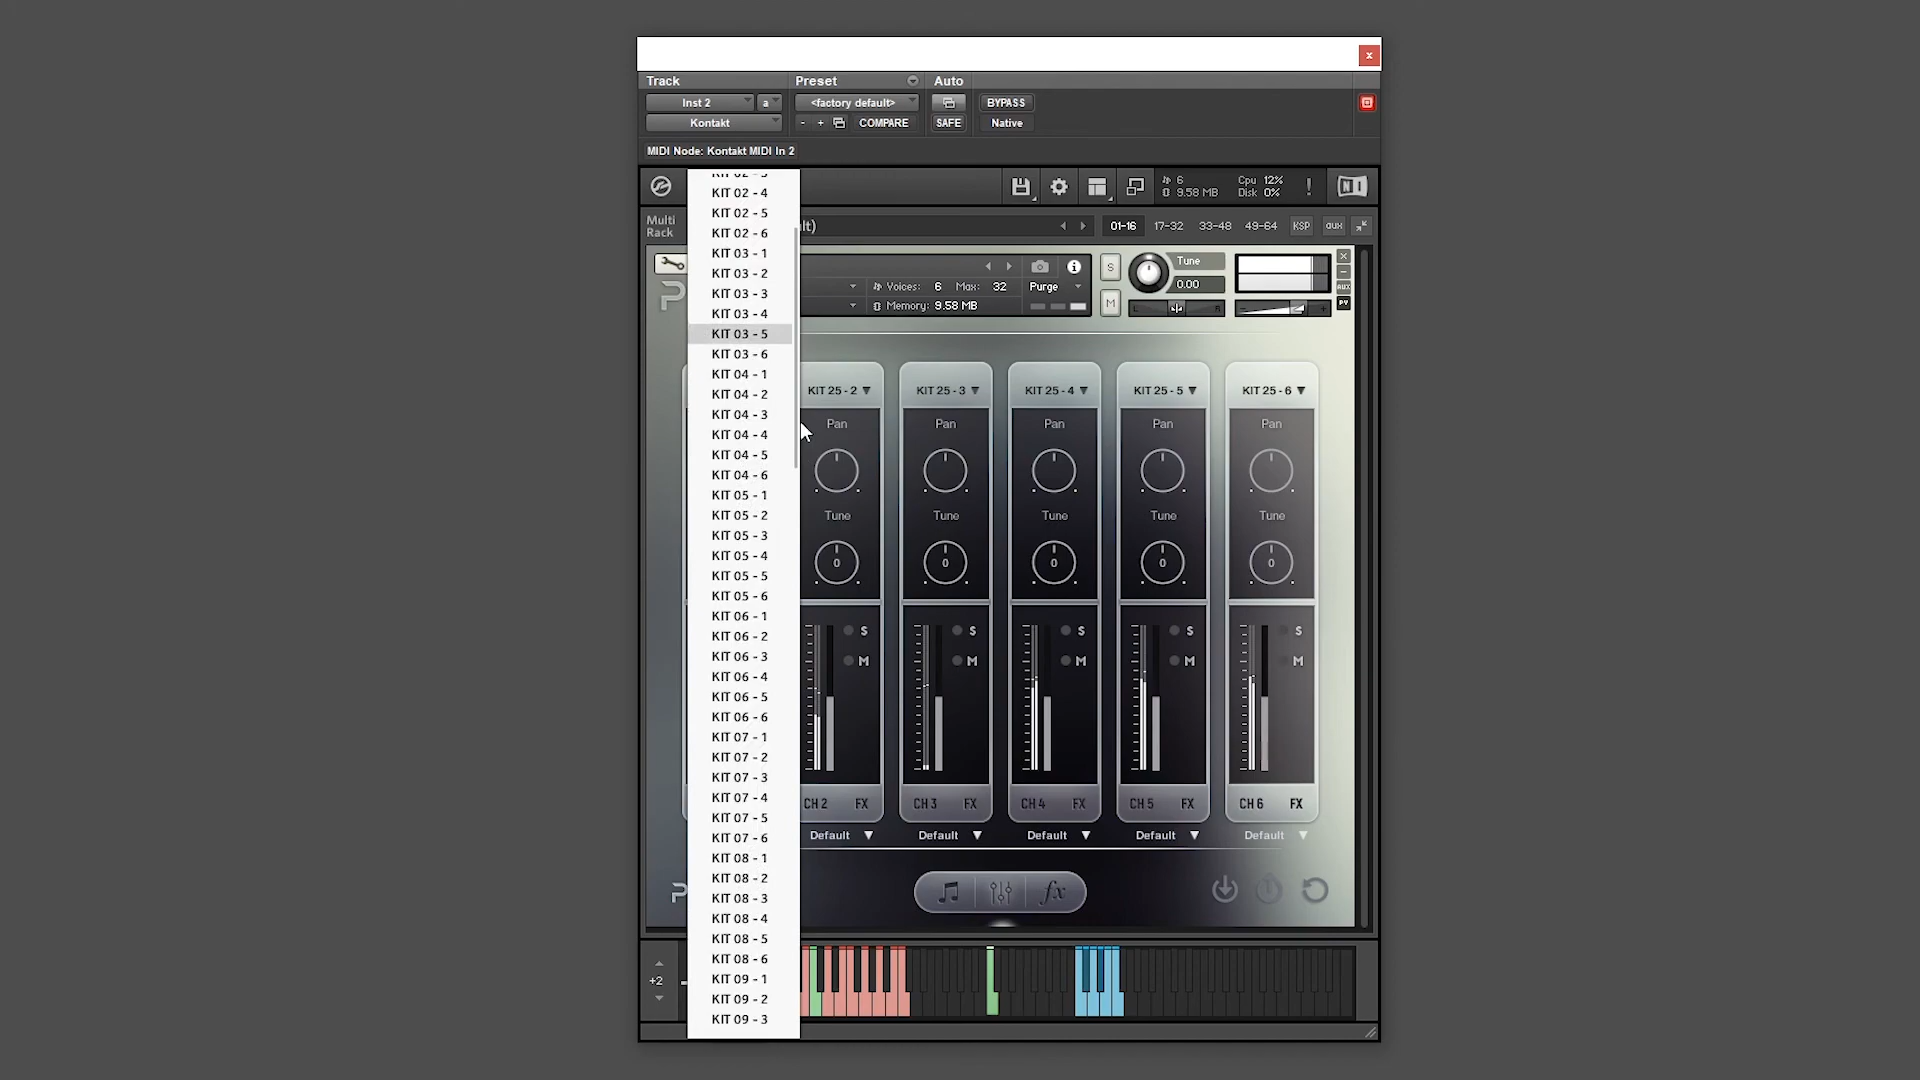 x
Track Preset Auto
Inst 2 a <factory default> BYPASS
Kontakt - + COMPARE SAFE Native
MIDI Node: Kontakt MIDI In 2
6 Cpu 12%
9.58 MB Disk 0% !
Multi
Rack
lt) 01-16 17-32 33-48 49-64 KSP aux
S Tune
Voices: 6 Max: 32 Purge 0.00
M L R
Memory: 9.58 MB - +
AUX
PV
KIT 02 - 3
KIT 02 - 4
KIT 02 - 5
KIT 02 - 6
KIT 03 - 1
KIT 03 - 2
KIT 03 - 3
KIT 03 - 4
KIT 03 - 5
KIT 03 - 6
KIT 04 - 1
KIT 04 - 2
KIT 04 - 3
KIT 04 - 4
KIT 04 - 5
KIT 04 - 6
KIT 05 - 1
KIT 05 - 2
KIT 05 - 3
KIT 05 - 4
KIT 05 - 5
KIT 05 - 6
KIT 06 - 1
KIT 06 - 2
KIT 06 - 3
KIT 06 - 4
KIT 06 - 5
KIT 06 - 6
KIT 07 - 1
KIT 07 - 2
KIT 07 - 3
KIT 07 - 4
KIT 07 - 5
KIT 07 - 6
KIT 08 - 1
KIT 08 - 2
KIT 08 - 3
KIT 08 - 4
KIT 08 - 5
KIT 08 - 6
KIT 09 - 1
KIT 09 - 2
KIT 09 - 3
KIT 25 - 2 KIT 25 - 3 KIT 25 - 4 KIT 25 - 5 KIT 25 - 6
Pan Pan Pan Pan Pan
Tune Tune Tune Tune Tune
0 0 0 0 0
S S S S S
M M M M M
CH 2 FX CH 3 FX CH 4 FX CH 5 FX CH 6 FX
Default Default Default Default Default
P
fx
+2